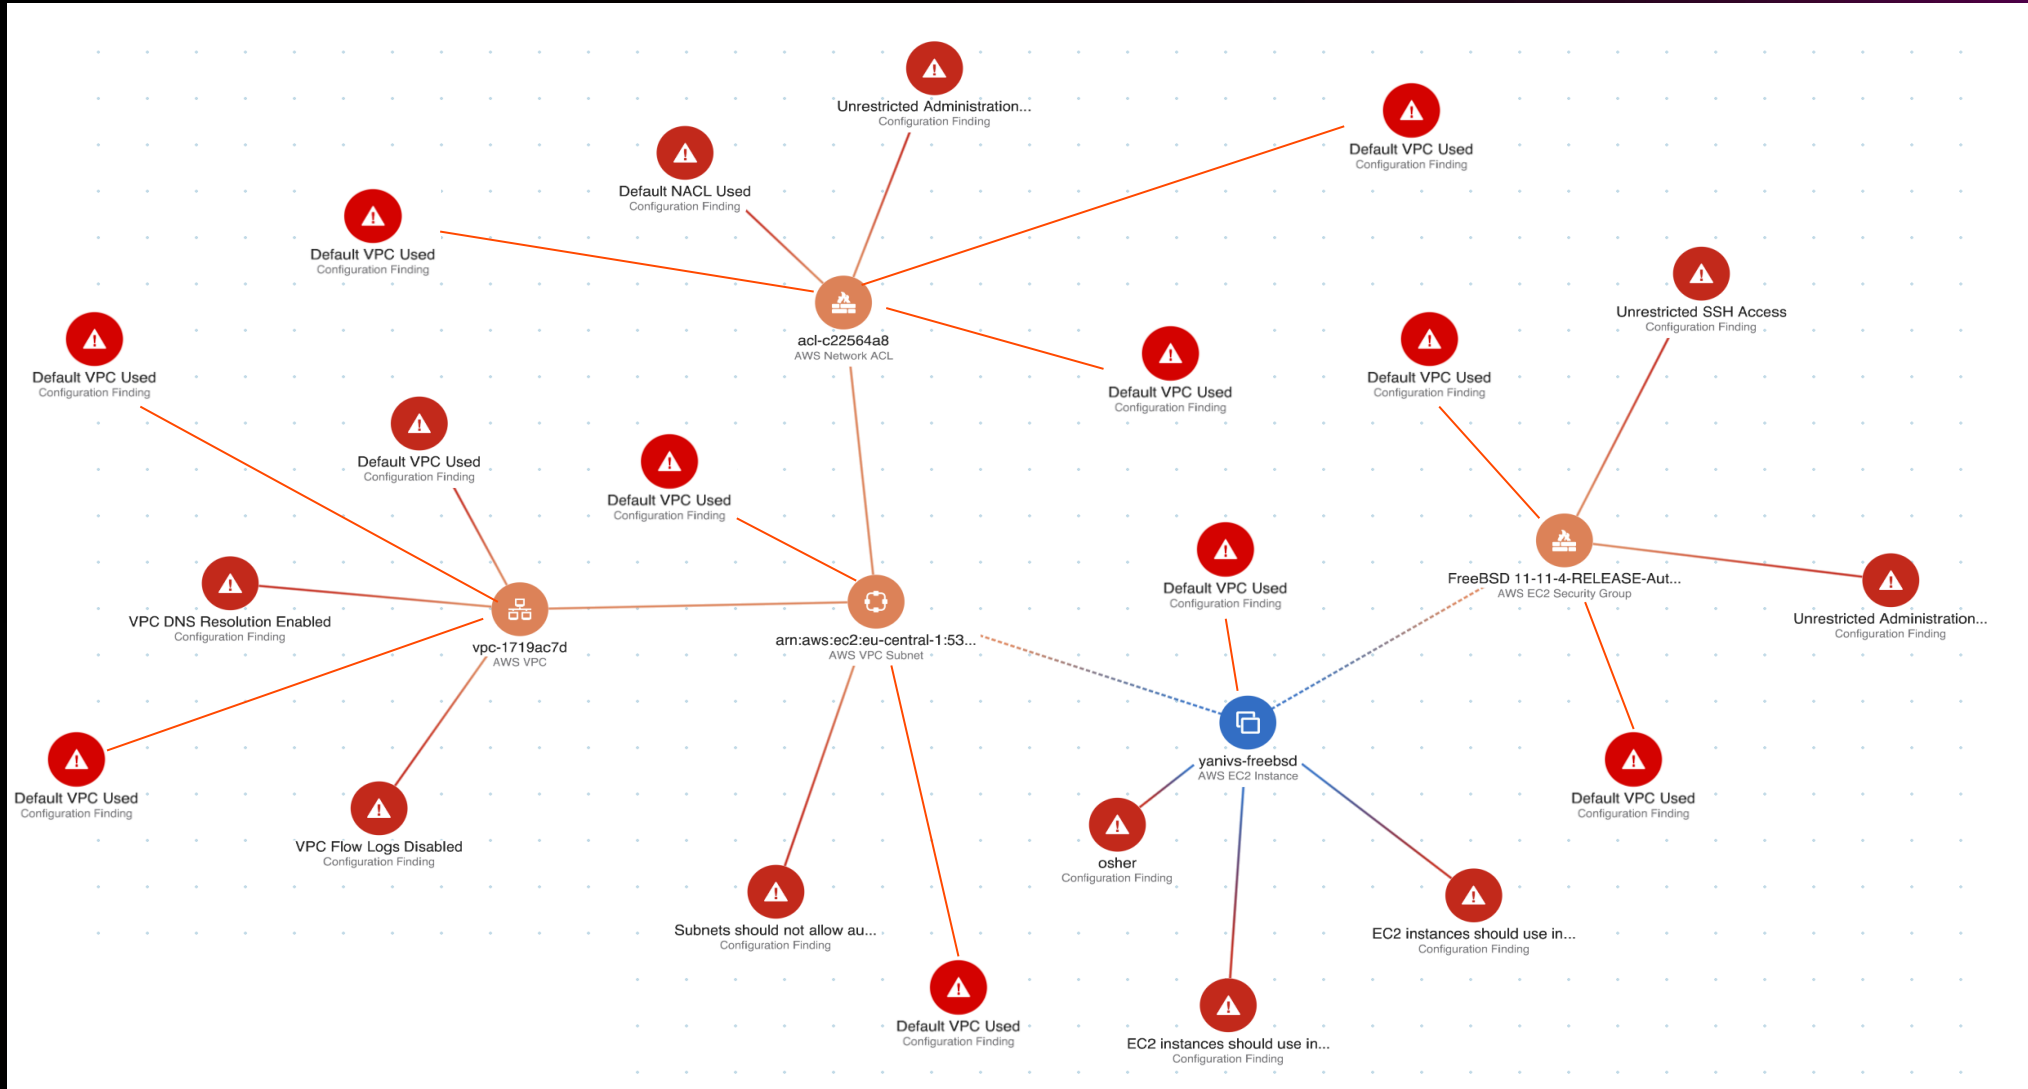 Unrestricted Administration...
Configuration Finding
Default VPC Used
Configuration Finding
Default NACL Used
Configuration Finding
Default VPC Used
Configuration Finding
Unrestricted SSH Access
Configuration Finding
acl-c22564a8
AWS Network ACL
Default VPC Used
Configuration Finding
Default VPC Used
Configuration Finding
Default VPC Used
Configuration Finding
Default VPC Used
Configuration Finding
Default VPC Used
Configuration Finding
FreeBSD 11-11-4-RELEASE-Aut...
AWS EC2 Security Group
Default VPC Used
Configuration Finding
VPC DNS Resolution Enabled
Configuration Finding
Unrestricted Administration...
Configuration Finding
vpc-1719ac7d
AWS VPC
arn:aws:ec2:eu-central-1:53...
AWS VPC Subnet
yanivs-freebsd
AWS EC2 Instance
Default VPC Used
Configuration Finding
Default VPC Used
Configuration Finding
VPC Flow Logs Disabled
Configuration Finding
osher
Configuration Finding
Subnets should not allow au...
Configuration Finding
EC2 instances should use in...
Configuration Finding
Default VPC Used
Configuration Finding
EC2 instances should use in...
Configuration Finding